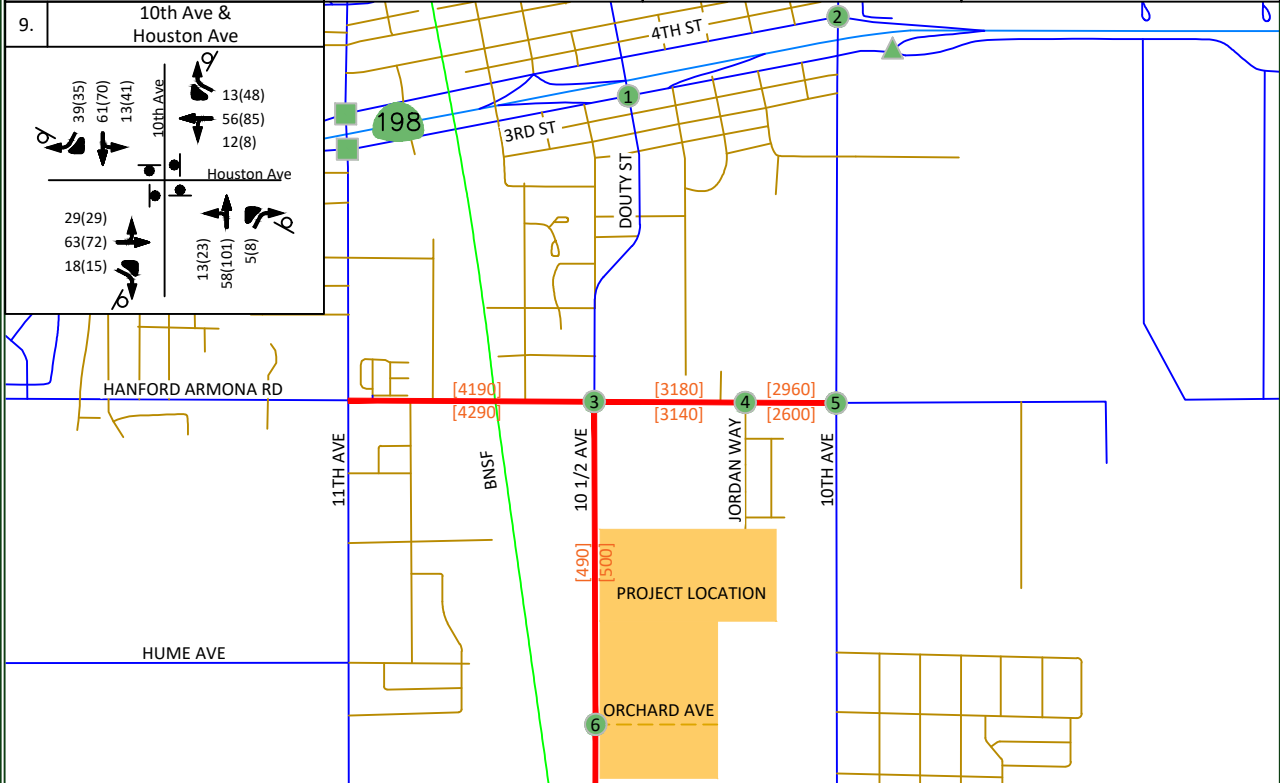 9.
10th Ave &
Houston Ave
39(35)
61(70)
13(41)
10th Ave
13(48)
56(85)
12(8)
Houston Ave
29(29)
63(72)
18(15)
13(23)
58(101)
5(8)
4TH ST
2
1
198
3RD ST
DOUTY ST
HANFORD ARMONA RD
[4190]
[4290]
3
[3180]
[3140]
4
[2960]
[2600]
5
11TH AVE
BNSF
10 1/2 AVE
JORDAN WAY
10TH AVE
[490]
[500]
PROJECT LOCATION
HUME AVE
ORCHARD AVE
6